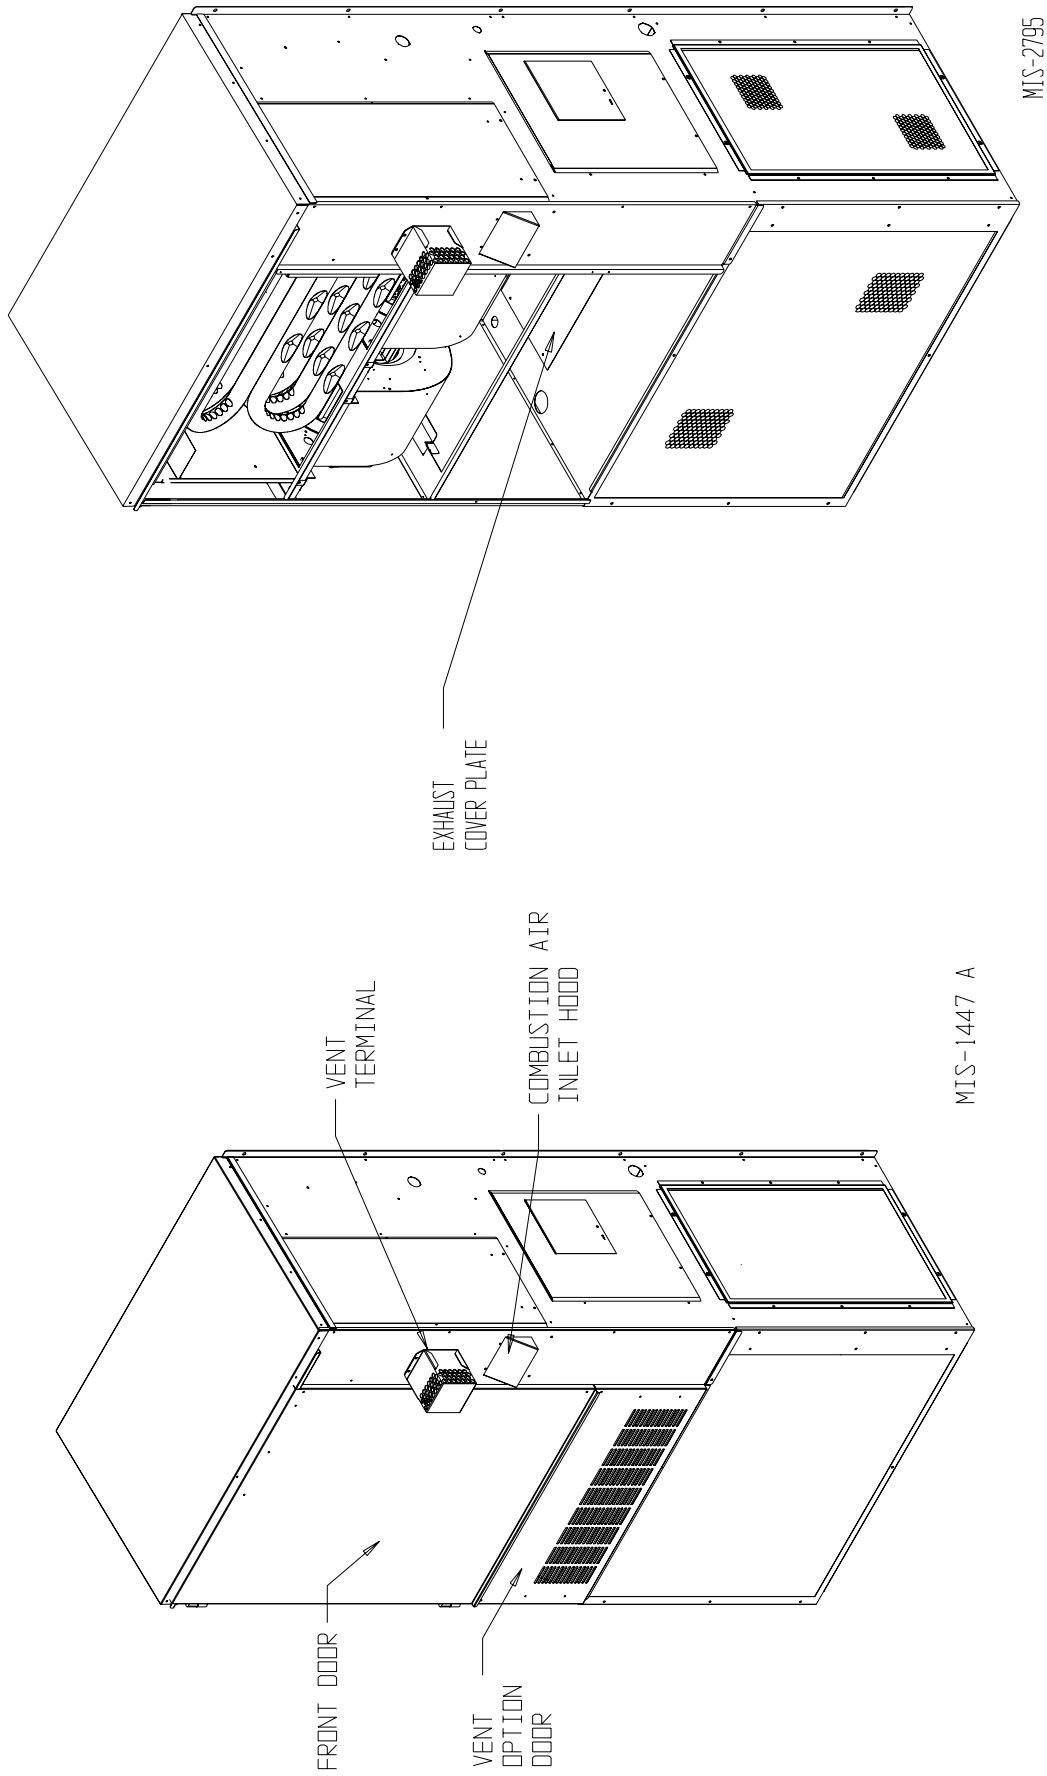 FRONT DOOR
VENT
OPTION
DOOR
VENT
TERMINAL
COMBUSTION AIR
INLET HOOD
MIS-1447 A
EXHAUST
COVER PLATE
MIS-2795